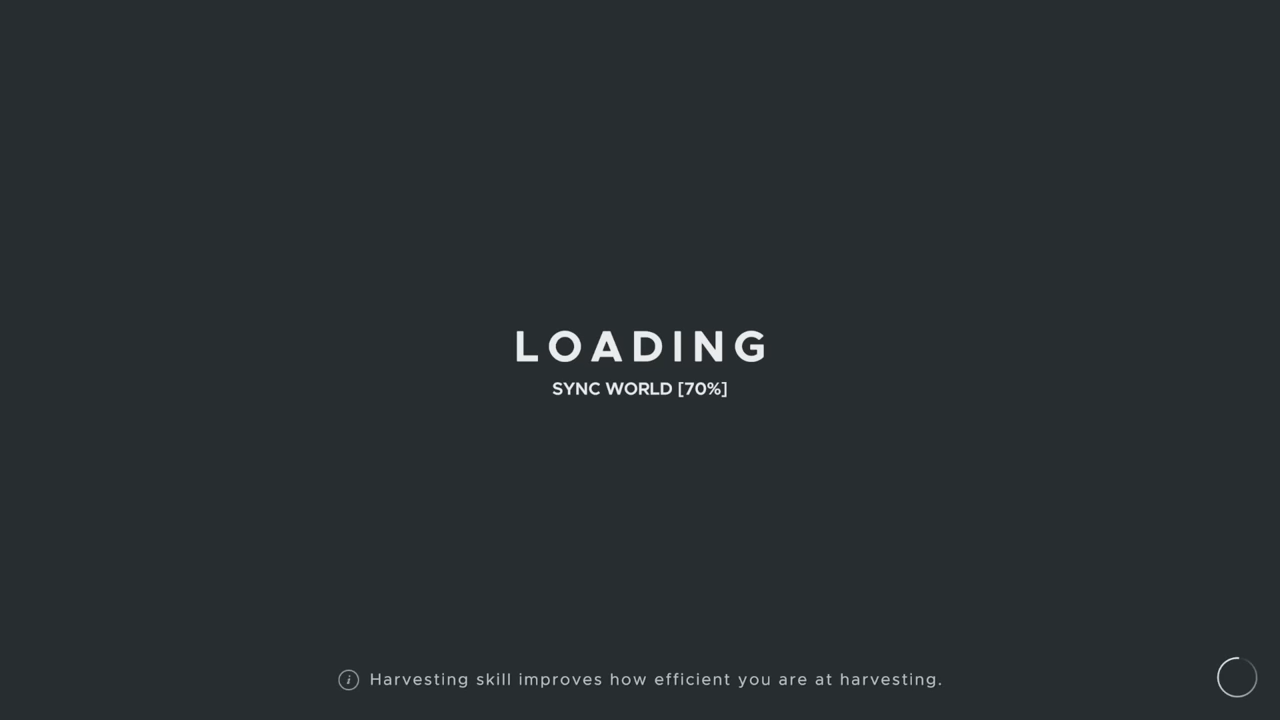 LOADING
SYNC WORLD [70%]
Harvesting skill improves how efficient you are at harvesting.